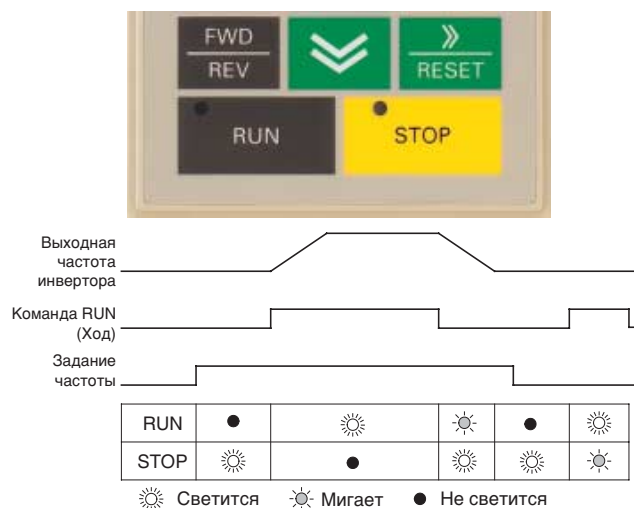 FWD
REV
»
RESET
RUN
STOP
Выходная
частота
инвертора
Команда RUN
(Ход)
Задание
частоты
RUN
STOP
Светится Мигает Не светится